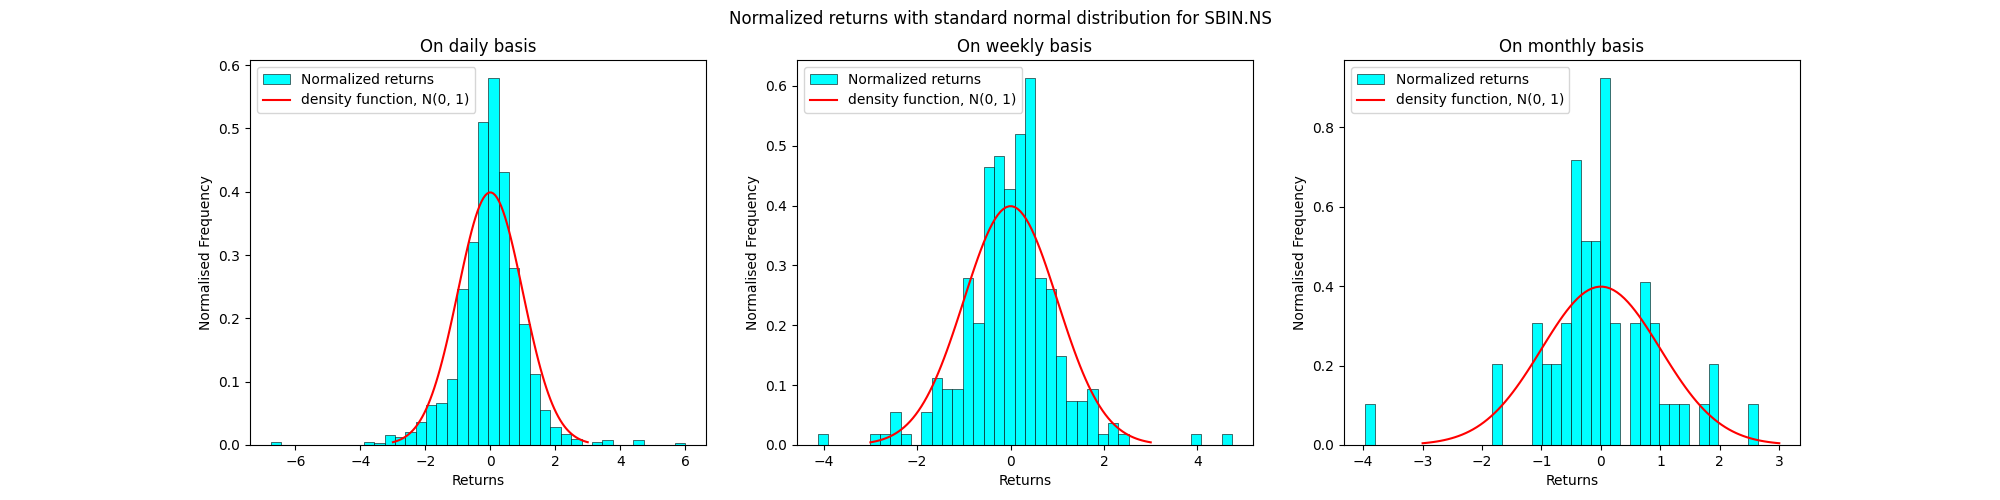 Normalized returns with standard normal distribution for SBIN.NS
On daily basis
Normalized returns
density function, N(0, 1)
Normalised Frequency
0.6
0.5
0.4
0.3
0.2
0.1
0.0
−6 −4 −2 0 2 4 6
Returns
On weekly basis
Normalized returns
density function, N(0, 1)
Normalised Frequency
0.6
0.5
0.4
0.3
0.2
0.1
0.0
−4 −2 0 2 4
Returns
On monthly basis
Normalized returns
density function, N(0, 1)
Normalised Frequency
0.8
0.6
0.4
0.2
0.0
−4 −3 −2 −1 0 1 2 3
Returns